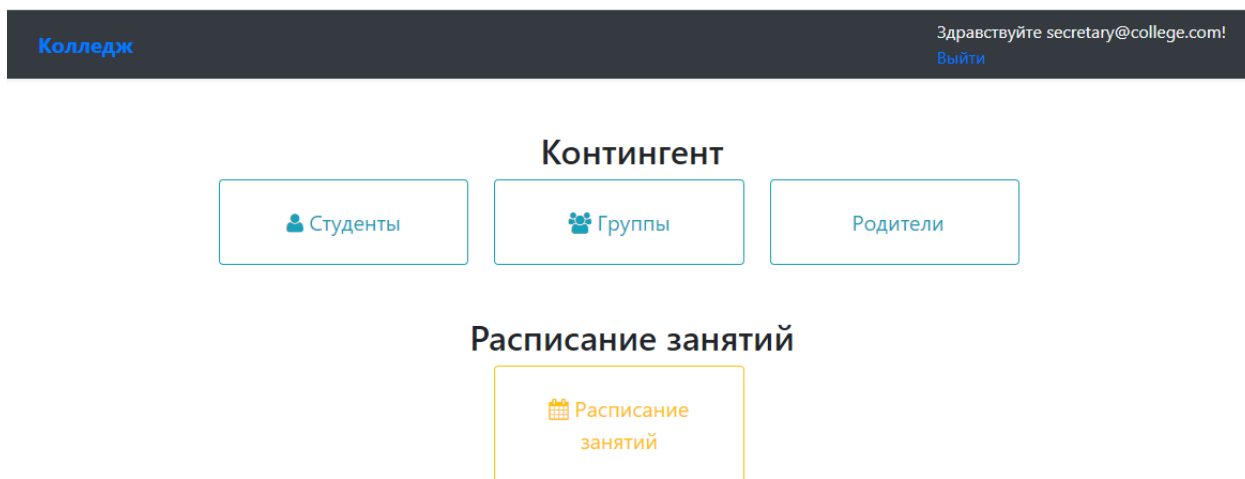 Колледж
Здравствуйте secretary@college.com!
Выйти
Контингент
Студенты
Группы
Родители
Расписание занятий
Расписание
занятий